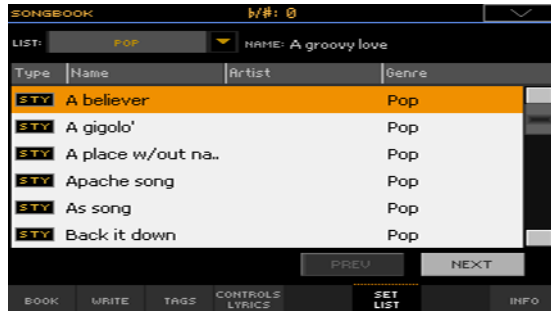 SONGBOOK ♭/#: 0
LIST: POP NAME: A groovy love
Type Name Artist Genre
STY A believer Pop
STY A gigolo' Pop
STY A place w/out na.. Pop
STY Apache song Pop
STY As song Pop
STY Back it down Pop
PREV NEXT
BOOK WRITE TAGS CONTROLS LYRICS SET LIST INFO